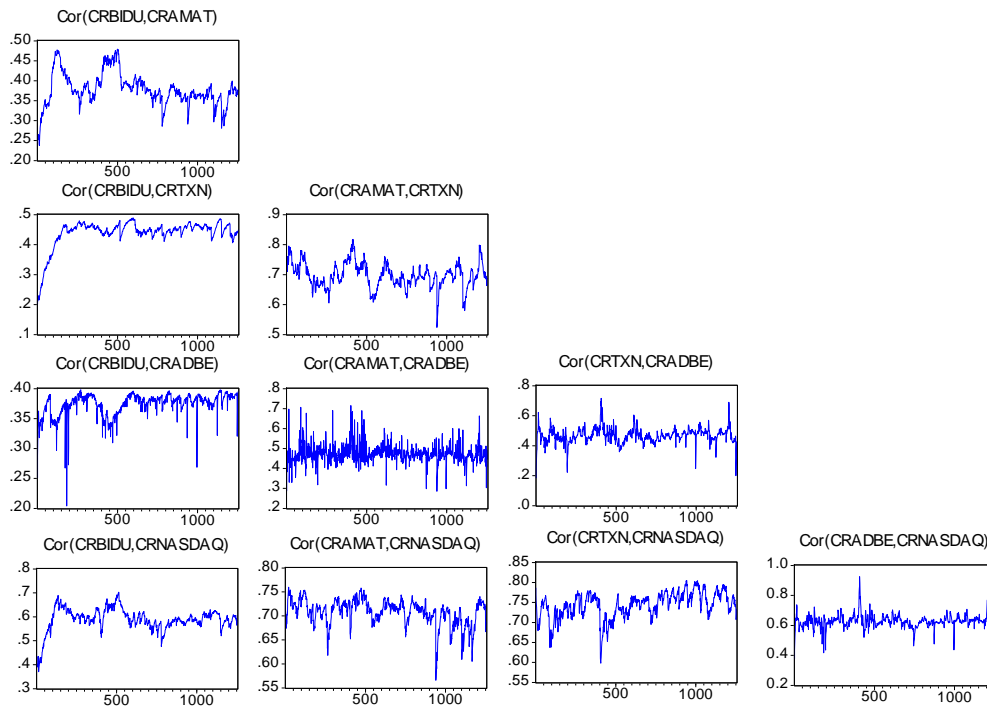 Cor(CRBIDU,CRAMAT)
.50
.45
.40
.35
.30
.25
.20
500 1000
Cor(CRBIDU,CRTXN) Cor(CRAMAT,CRTXN)
.5 .9
.4 .8
.3 .7
.2 .6
.1 .5
500 1000 500 1000
Cor(CRBIDU,CRADBE) Cor(CRAMAT,CRADBE) Cor(CRTXN,CRADBE)
.40 .8 .8
.7
.35 .6 .6
.30 .5 .4
.4
.25 .3 .2
.20 .2 .0
500 1000 500 1000 500 1000
Cor(CRBIDU,CRNASDAQ) Cor(CRAMAT,CRNASDAQ) Cor(CRTXN,CRNASDAQ) Cor(CRADBE,CRNASDAQ)
.8 .80 .85 1.0
.7 .75 .80 0.8
.6 .70 .75 0.6
.5 .65 .70 0.4
.4 .60 .65 0.2
.3 .55 .60
.55
500 1000 500 1000 500 1000 500 1000